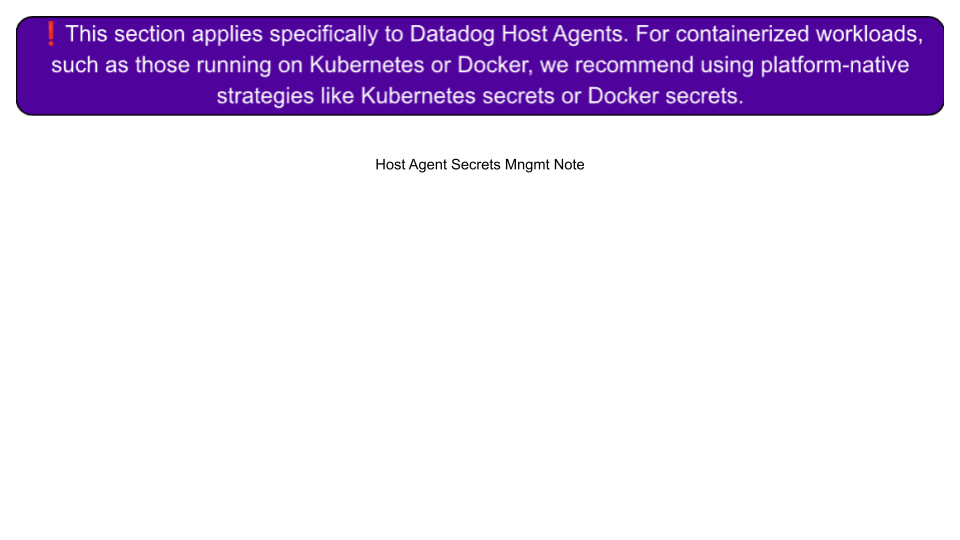 ❗This section applies specifically to Datadog Host Agents. For containerized workloads,
such as those running on Kubernetes or Docker, we recommend using platform-native
strategies like Kubernetes secrets or Docker secrets.
Host Agent Secrets Mngmt Note